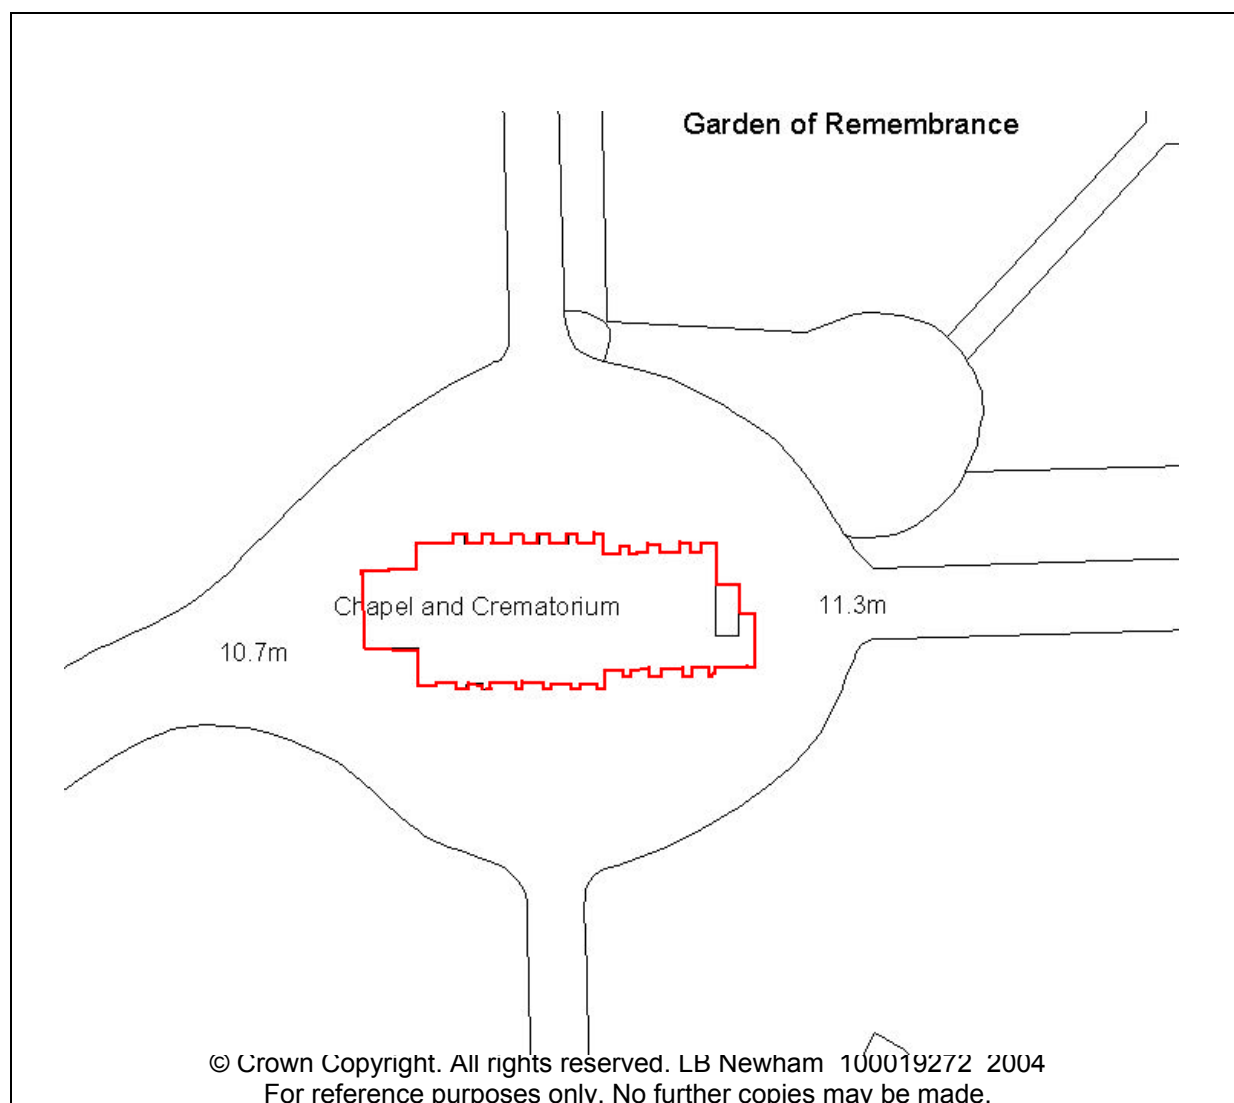 Garden of Remembrance
Chapel and Crematorium
11.3m
10.7m
© Crown Copyright. All rights reserved. LB Newham 100019272 2004
For reference purposes only. No further copies may be made.